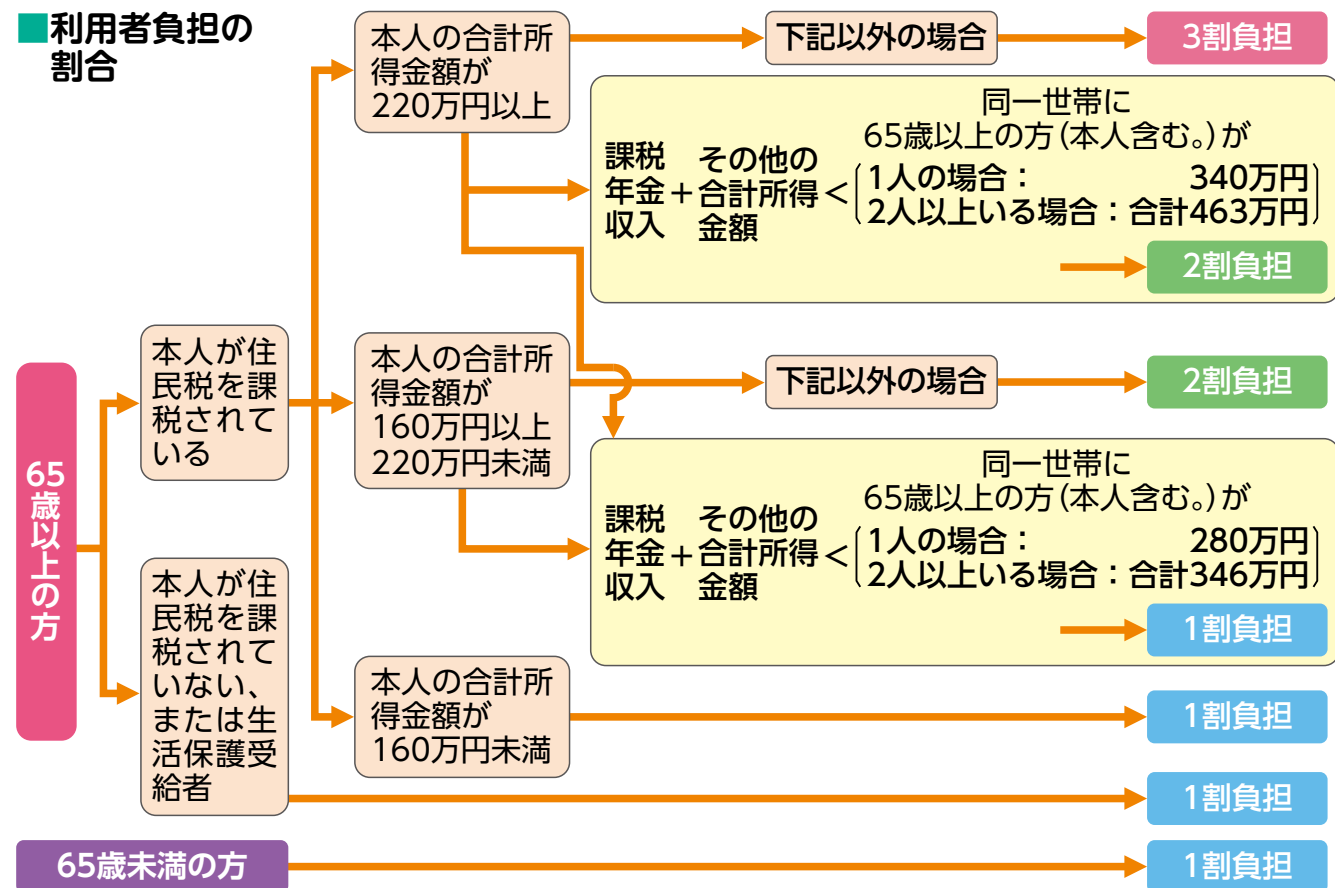 ■利用者負担の
割合
本人の合計所
得金額が
220万円以上
下記以外の場合
3割負担
同一世帯に
65歳以上の方(本人含む。)が
課税
年金
収入
+
その他の
合計所得
金額
<
1人の場合: 340万円
2人以上いる場合:合計463万円
2割負担
65歳以上の方
本人が住
民税を課
税されて
いる
本人の合計所
得金額が
160万円以上
220万円未満
下記以外の場合
2割負担
同一世帯に
65歳以上の方(本人含む。)が
課税
年金
収入
+
その他の
合計所得
金額
<
1人の場合: 280万円
2人以上いる場合:合計346万円
1割負担
本人の合計所
得金額が
160万円未満
1割負担
本人が住
民税を課
税されて
いない、
または生
活保護受
給者
1割負担
65歳未満の方
1割負担